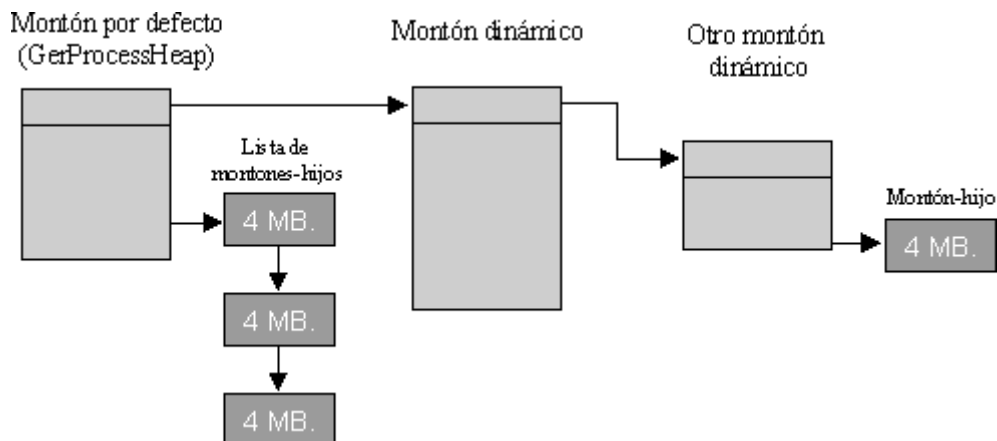 Montón por defecto
(GerProcessHeap)
Montón dinámico
Otro montón
dinámico
Lista de
montones-hijos
4 MB.
4 MB.
4 MB.
Montón-hijo
4 MB.